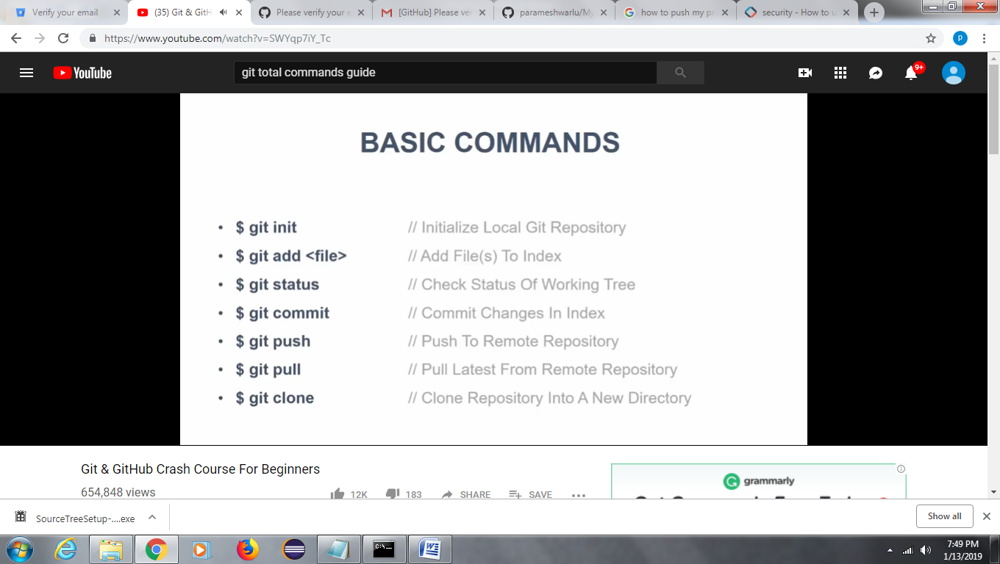 Verify your email
(35) Git & GitH
Please verify your e
[GitHub] Please ver
parameshwarlu/My
how to push my pr
security - How to u
https://www.youtube.com/watch?v=SWYqp7iY_Tc
p
YouTube
git total commands guide
9+
BASIC COMMANDS
• $ git init // Initialize Local Git Repository
• $ git add <file> // Add File(s) To Index
• $ git status // Check Status Of Working Tree
• $ git commit // Commit Changes In Index
• $ git push // Push To Remote Repository
• $ git pull // Pull Latest From Remote Repository
• $ git clone // Clone Repository Into A New Directory
Git & GitHub Crash Course For Beginners
654,848 views
12K 183 SHARE SAVE
grammarly
SourceTreeSetup-....exe
Show all
7:49 PM
1/13/2019